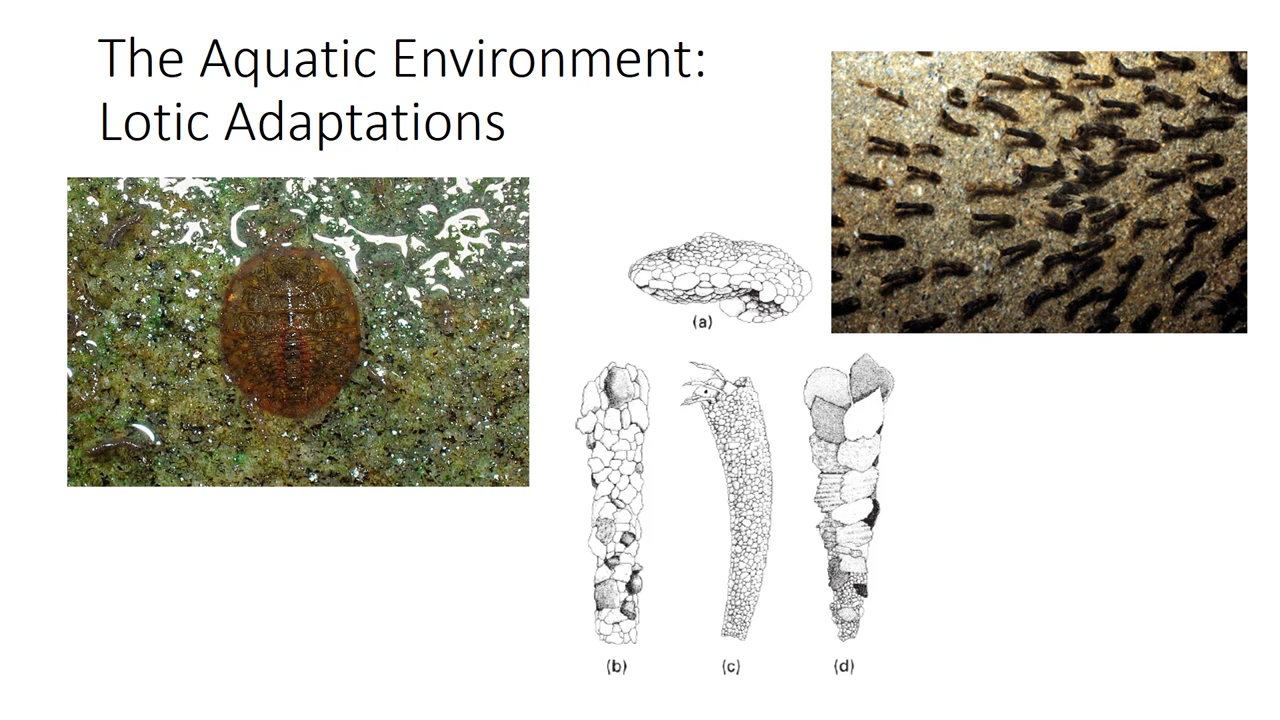 The Aquatic Environment:
Lotic Adaptations
(a)
(b)
(c)
(d)